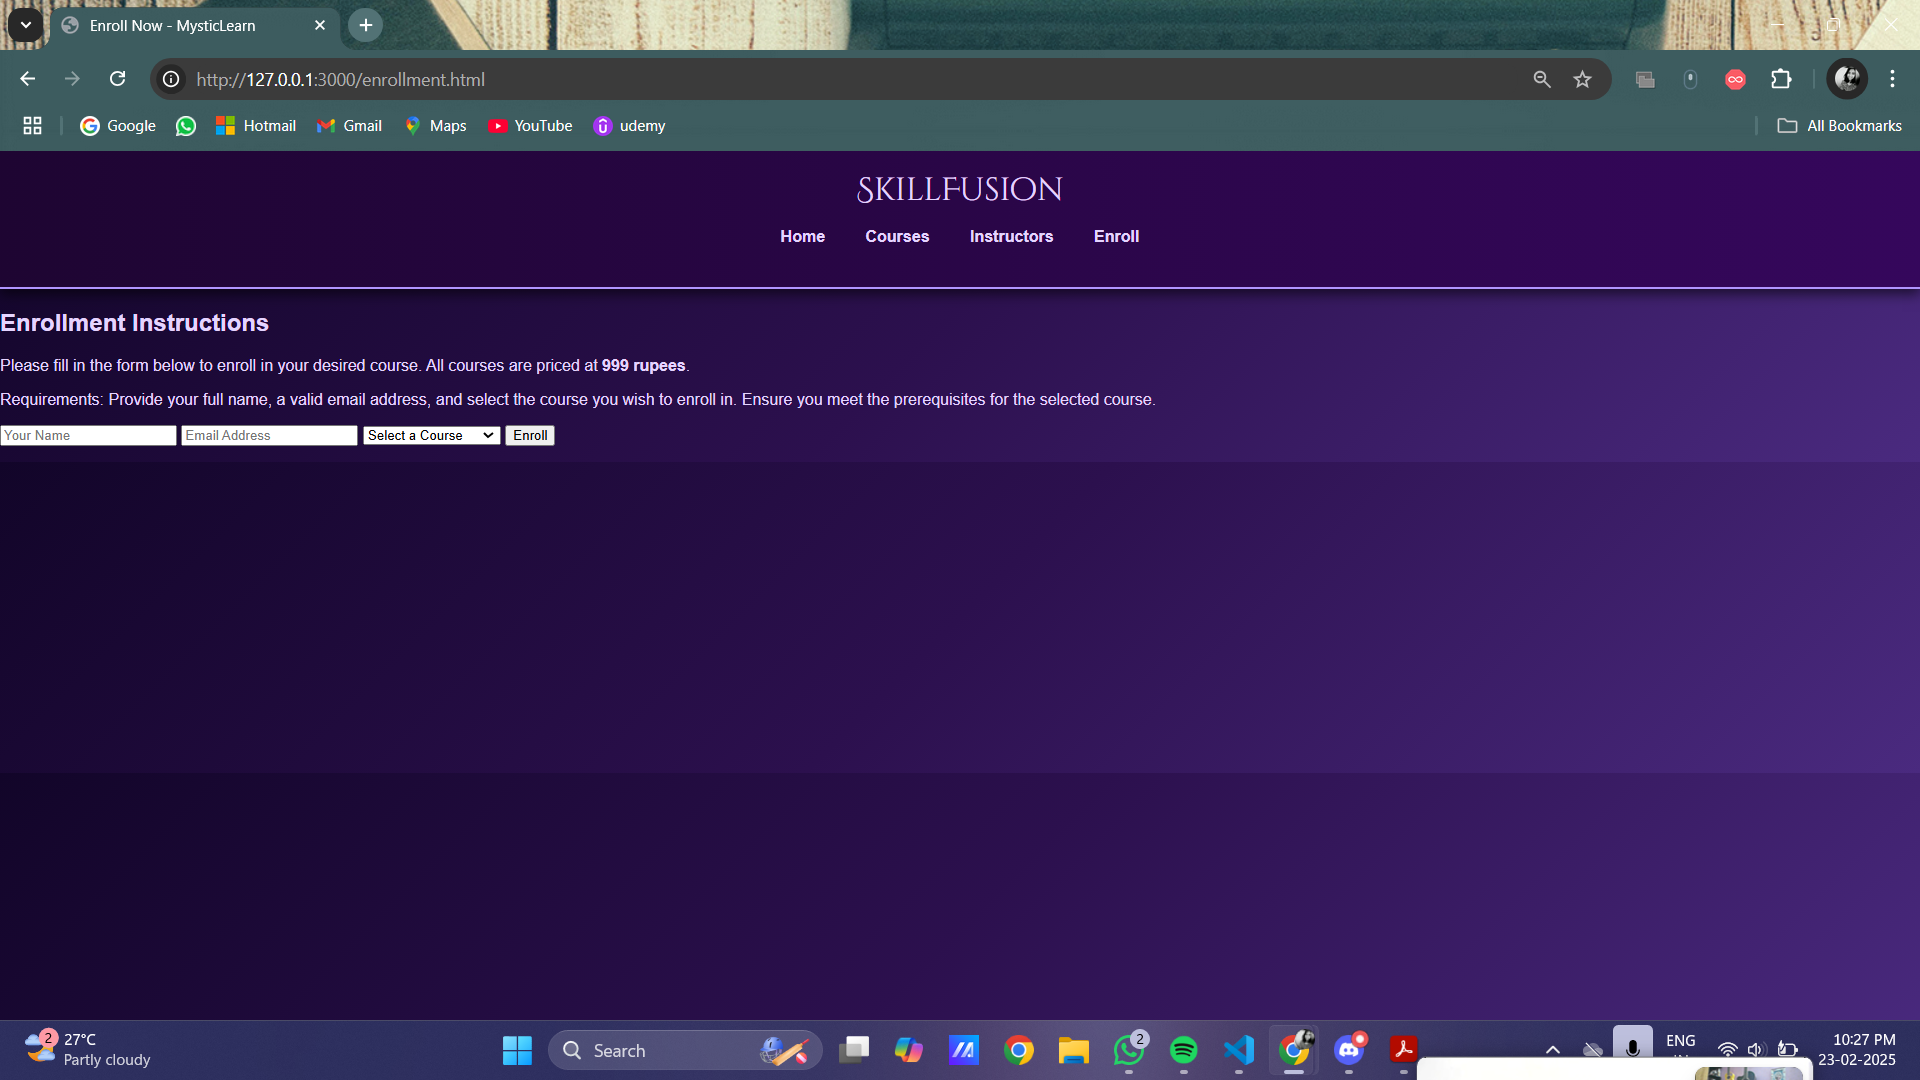 Enroll Now - MysticLearn
http://127.0.0.1:3000/enrollment.html
Google
Hotmail
Gmail
Maps
YouTube
udemy
All Bookmarks
SKILLFUSION
Home
Courses
Instructors
Enroll
Enrollment Instructions
Please fill in the form below to enroll in your desired course. All courses are priced at 999 rupees.
Requirements: Provide your full name, a valid email address, and select the course you wish to enroll in. Ensure you meet the prerequisites for the selected course.
Your Name
Email Address
Select a Course
Enroll
2
27°C
Partly cloudy
Search
2
ENG
10:27 PM
23-02-2025